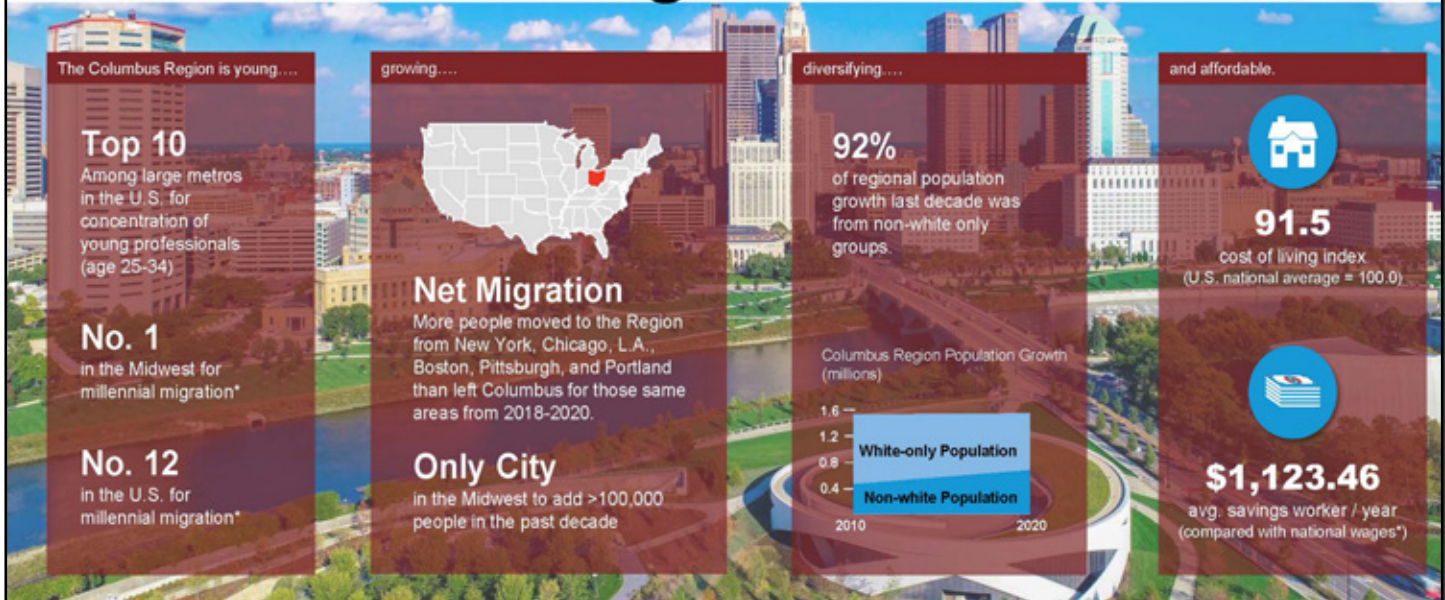 The Columbus Region is young....
Top 10
Among large metros
in the U.S. for
concentration of
young professionals
(age 25-34)
No. 1
in the Midwest for
millennial migration*
No. 12
in the U.S. for
millennial migration*
growing....
Net Migration
More people moved to the Region
from New York, Chicago, L.A.,
Boston, Pittsburgh, and Portland
than left Columbus for those same
areas from 2018-2020.
Only City
in the Midwest to add >100,000
people in the past decade
diversifying....
92%
of regional population
growth last decade was
from non-white only
groups.
Columbus Region Population Growth
(millions)
1.6
1.2
0.8
0.4
White-only Population
Non-white Population
2010
2020
and affordable.
91.5
cost of living index
(U.S. national average = 100.0)
$1,123.46
avg. savings worker / year
(compared with national wages*)